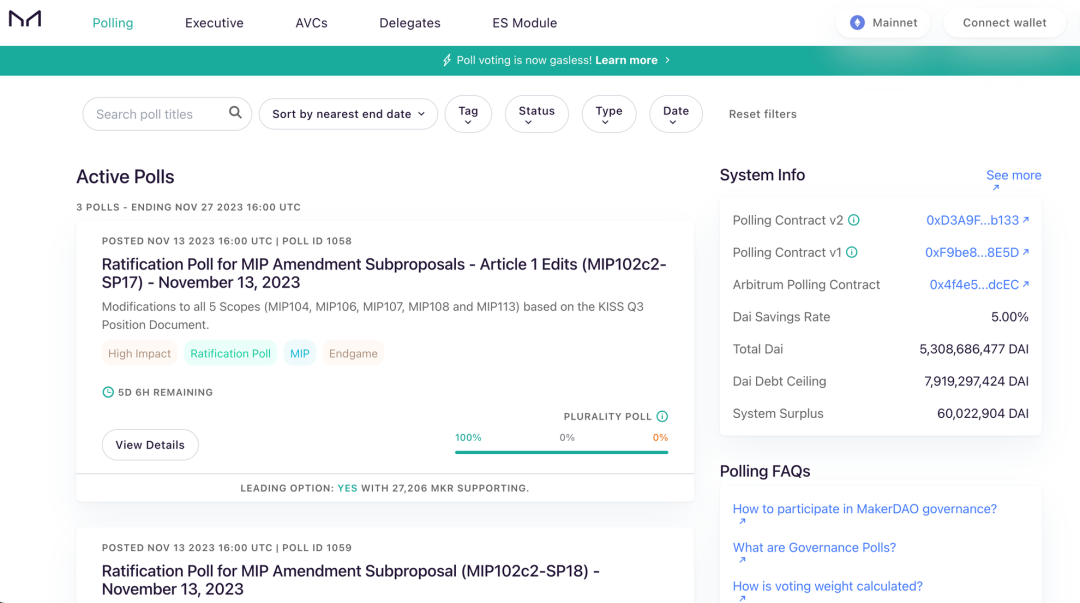 Polling
Executive
AVCs
Delegates
ES Module
Mainnet
Connect wallet
Poll voting is now gasless! Learn more
Search poll titles
Sort by nearest end date
Tag
Status
Type
Date
Reset filters
Active Polls
3 POLLS - ENDING NOV 27 2023 16:00 UTC
POSTED NOV 13 2023 16:00 UTC | POLL ID 1058
Ratification Poll for MIP Amendment Subproposals - Article 1 Edits (MIP102c2-
SP17) - November 13, 2023
Modifications to all 5 Scopes (MIP104, MIP106, MIP107, MIP108 and MIP113) based on the KISS Q3
Position Document.
High Impact
Ratification Poll
MIP
Endgame
5D 6H REMAINING
PLURALITY POLL
100%
0%
0%
View Details
LEADING OPTION: YES WITH 27,206 MKR SUPPORTING.
POSTED NOV 13 2023 16:00 UTC | POLL ID 1059
Ratification Poll for MIP Amendment Subproposal (MIP102c2-SP18) -
November 13, 2023
System Info
See more
Polling Contract v2
0xD3A9F...b133
Polling Contract v1
0xF9be8...8E5D
Arbitrum Polling Contract
0x4f4e5...dcEC
Dai Savings Rate
5.00%
Total Dai
5,308,686,477 DAI
Dai Debt Ceiling
7,919,297,424 DAI
System Surplus
60,022,904 DAI
Polling FAQs
How to participate in MakerDAO governance?
What are Governance Polls?
How is voting weight calculated?